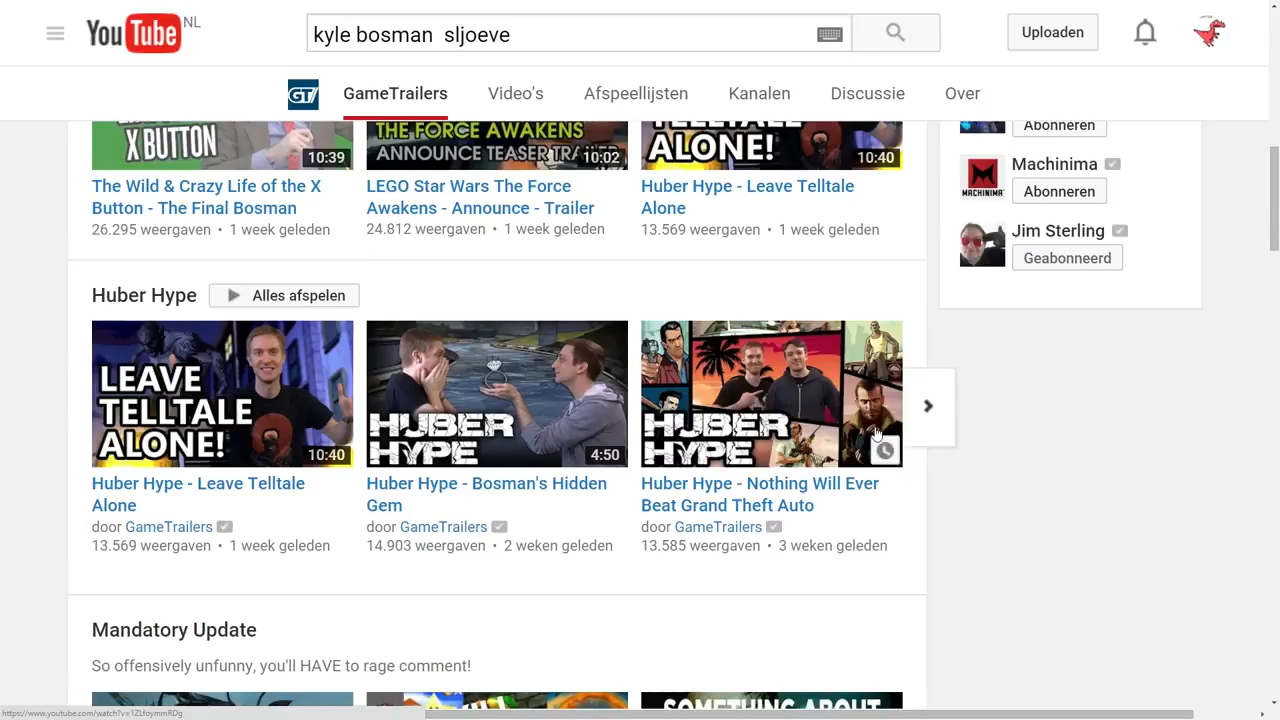 YouTube NL
kyle bosman  sljoeve
Uploaden
GT
GameTrailers
Video's
Afspeellijsten
Kanalen
Discussie
Over
X BUTTON
10:39
THE FORCE AWAKENS
ANNOUNCE TEASER TRAILER
10:02
TELLTALE
ALONE!
10:40
The Wild & Crazy Life of the X
Button - The Final Bosman
26.295 weergaven • 1 week geleden
LEGO Star Wars The Force
Awakens - Announce - Trailer
24.812 weergaven • 1 week geleden
Huber Hype - Leave Telltale
Alone
13.569 weergaven • 1 week geleden
Abonneren
MACHINIMA
Machinima
Abonneren
Jim Sterling
Geabonneerd
Huber Hype
Alles afspelen
LEAVE
TELLTALE
ALONE!
10:40
HUBER
HYPE
4:50
HUBER
HYPE
Huber Hype - Leave Telltale
Alone
door GameTrailers
13.569 weergaven • 1 week geleden
Huber Hype - Bosman's Hidden
Gem
door GameTrailers
14.903 weergaven • 2 weken geleden
Huber Hype - Nothing Will Ever
Beat Grand Theft Auto
door GameTrailers
13.585 weergaven • 3 weken geleden
Mandatory Update
So offensively unfunny, you'll HAVE to rage comment!
SOMETHING ABOUT